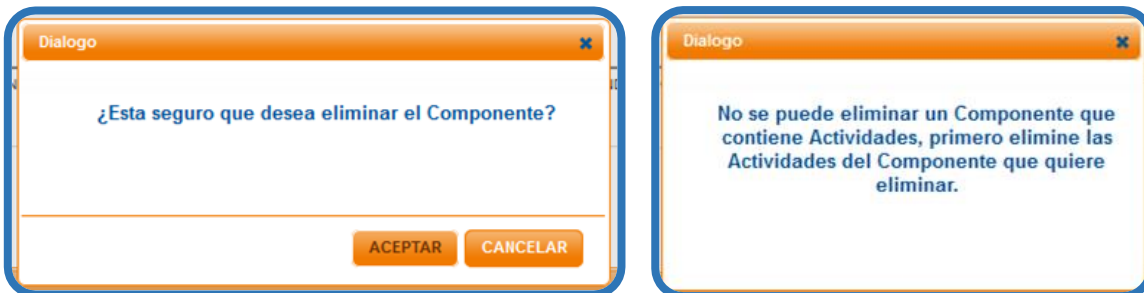 Dialogo
¿Esta seguro que desea eliminar el Componente?
ACEPTAR CANCELAR
Dialogo
No se puede eliminar un Componente que
contiene Actividades, primero elimine las
Actividades del Componente que quiere
eliminar.